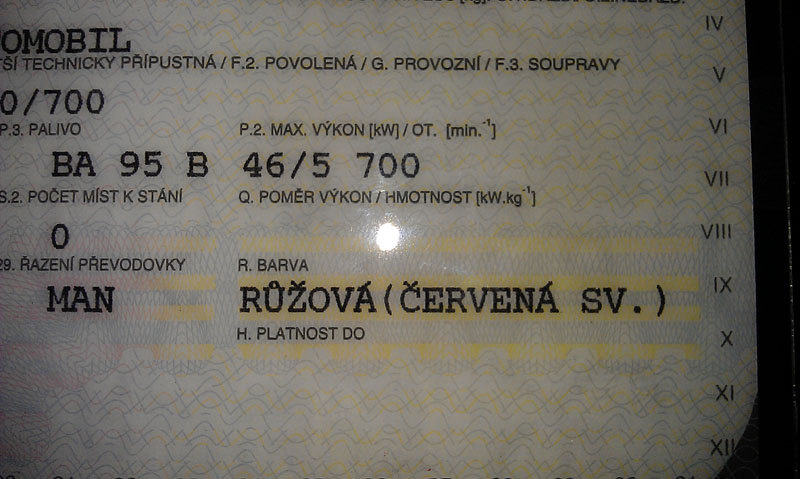 IV
OMOBIL
ŠÍ TECHNICKY PŘÍPUSTNÁ / F.2. POVOLENÁ / G. PROVOZNÍ / F.3. SOUPRAVY
V
0/700
P.3. PALIVO P.2. MAX. VÝKON [kW] / OT. [min.-1]
VI
BA 95 B 46/5 700
VII
S.2. POČET MÍST K STÁNÍ Q. POMĚR VÝKON / HMOTNOST [kW.kg-1]
0
VIII
29. ŘAZENÍ PŘEVODOVKY R. BARVA
IX
MAN RŮŽOVÁ(ČERVENÁ SV.)
H. PLATNOST DO
X
XI
XII